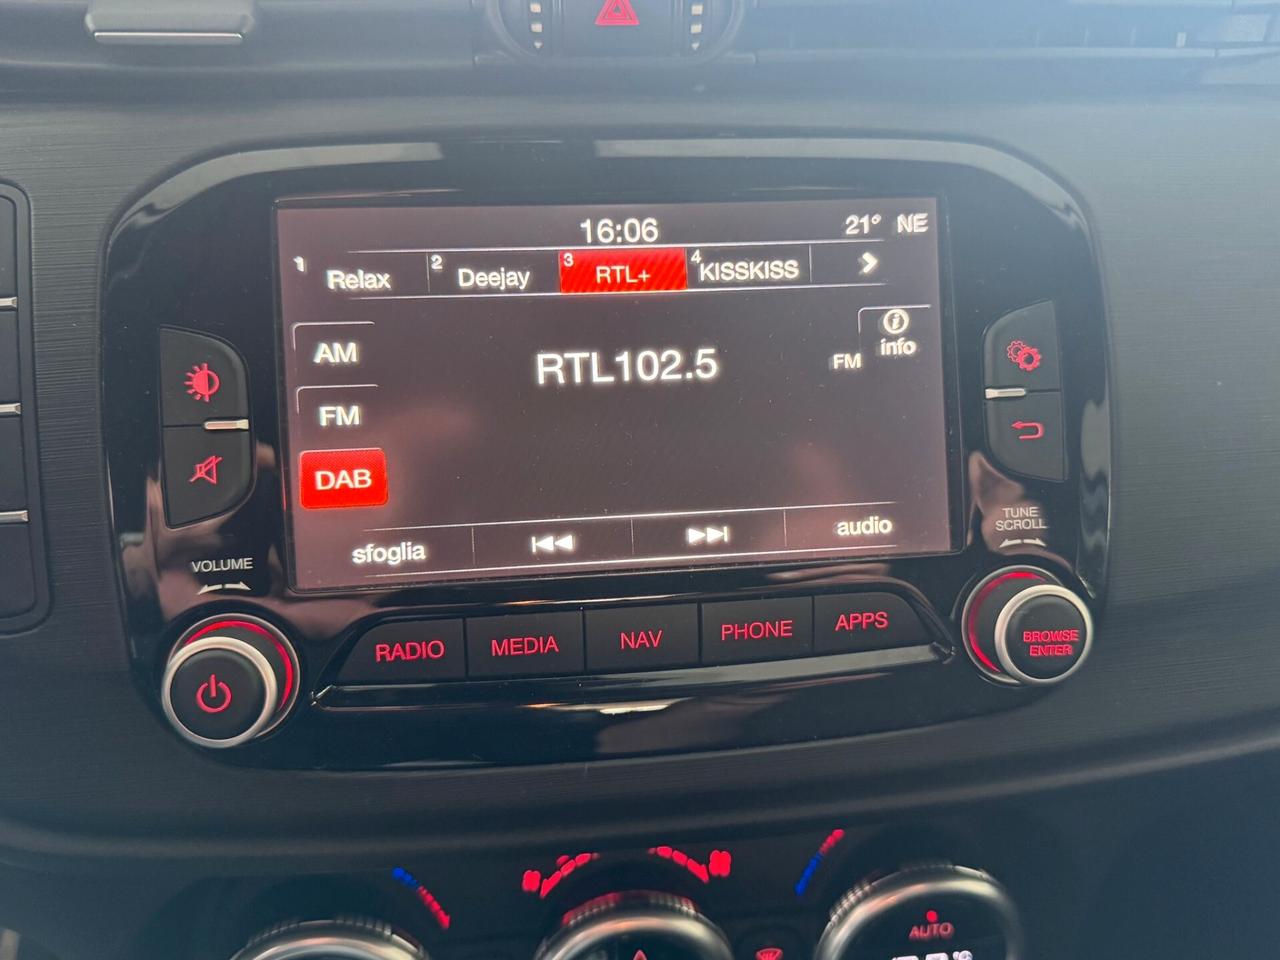 16:06
21° NE
1 Relax
2 Deejay
3 RTL+
4 KISSKISS
AM
RTL102.5
FM
info
FM
DAB
sfoglia
audio
VOLUME
TUNE
SCROLL
RADIO
MEDIA
NAV
PHONE
APPS
BROWSE
ENTER
AUTO